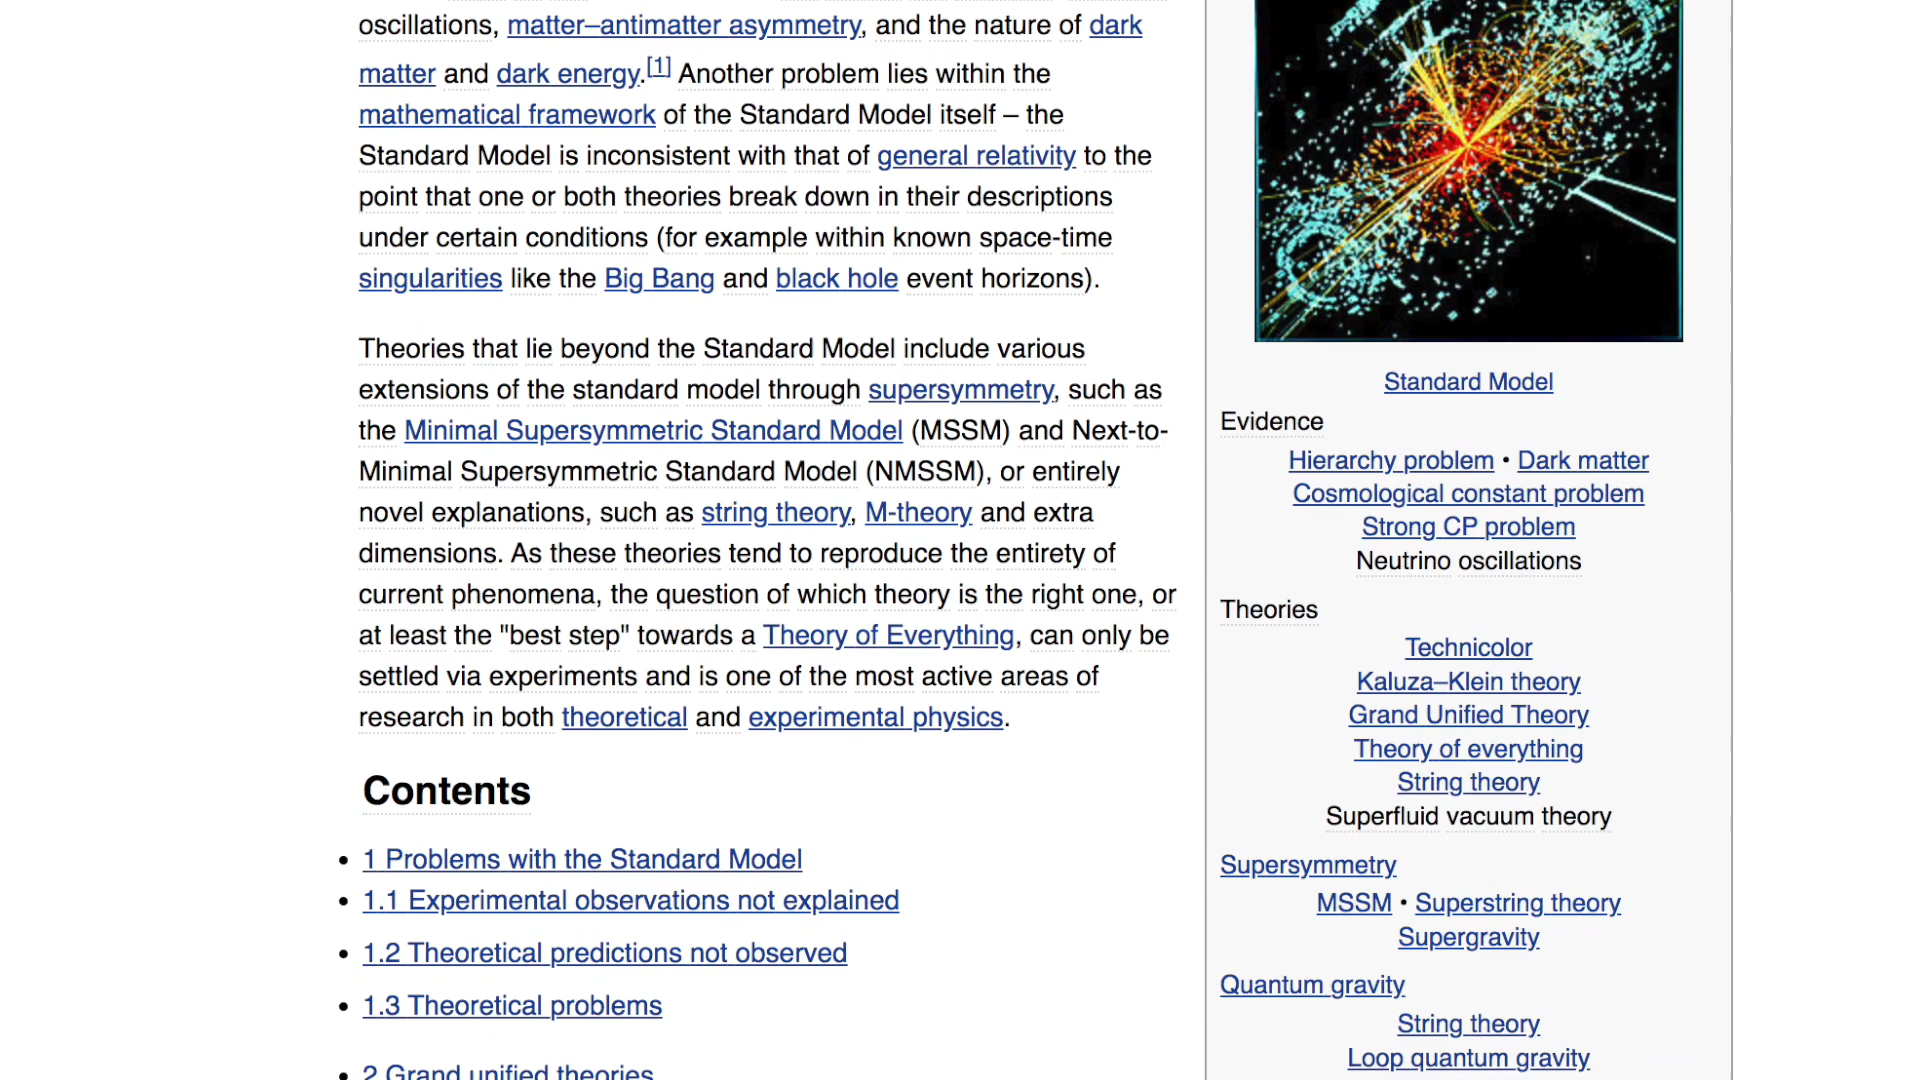 oscillations, matter–antimatter asymmetry, and the nature of dark
matter and dark energy.[1] Another problem lies within the
mathematical framework of the Standard Model itself – the
Standard Model is inconsistent with that of general relativity to the
point that one or both theories break down in their descriptions
under certain conditions (for example within known space-time
singularities like the Big Bang and black hole event horizons).
Theories that lie beyond the Standard Model include various
extensions of the standard model through supersymmetry, such as
the Minimal Supersymmetric Standard Model (MSSM) and Next-to-
Minimal Supersymmetric Standard Model (NMSSM), or entirely
novel explanations, such as string theory, M-theory and extra
dimensions. As these theories tend to reproduce the entirety of
current phenomena, the question of which theory is the right one, or
at least the "best step" towards a Theory of Everything, can only be
settled via experiments and is one of the most active areas of
research in both theoretical and experimental physics.
Contents
• 1 Problems with the Standard Model
• 1.1 Experimental observations not explained
• 1.2 Theoretical predictions not observed
• 1.3 Theoretical problems
• 2 Grand unified theories
Standard Model
Evidence
Hierarchy problem • Dark matter
Cosmological constant problem
Strong CP problem
Neutrino oscillations
Theories
Technicolor
Kaluza–Klein theory
Grand Unified Theory
Theory of everything
String theory
Superfluid vacuum theory
Supersymmetry
MSSM • Superstring theory
Supergravity
Quantum gravity
String theory
Loop quantum gravity